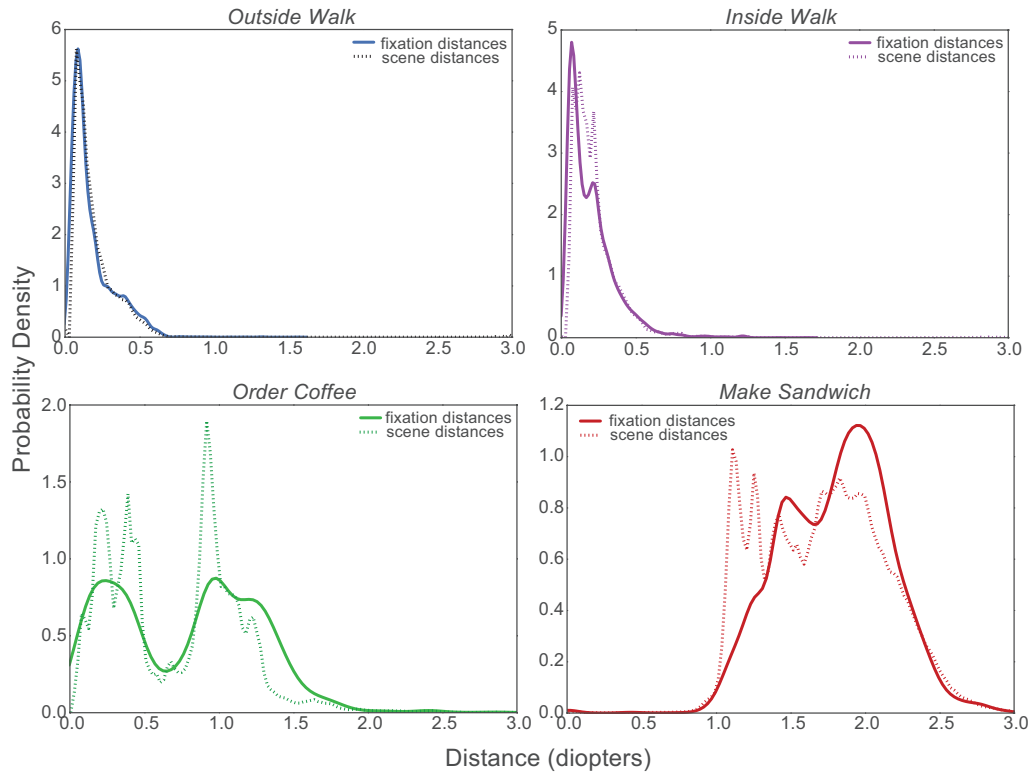 Outside Walk
fixation distances
scene distances
6
5
4
3
2
1
0
0.0 0.5 1.0 1.5 2.0 2.5 3.0
Inside Walk
fixation distances
scene distances
5
4
3
2
1
0
0.0 0.5 1.0 1.5 2.0 2.5 3.0
Probability Density
Order Coffee
fixation distances
scene distances
2.0
1.5
1.0
0.5
0.0
0.0 0.5 1.0 1.5 2.0 2.5 3.0
Make Sandwich
fixation distances
scene distances
1.2
1.0
0.8
0.6
0.4
0.2
0.0
0.0 0.5 1.0 1.5 2.0 2.5 3.0
Distance (diopters)